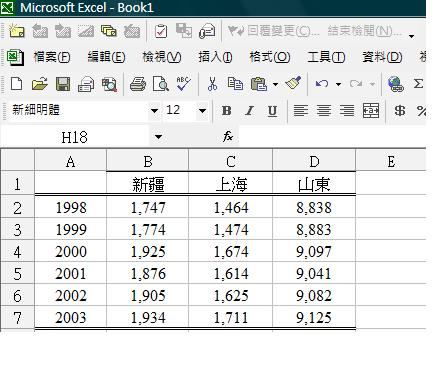 Microsoft Excel - Book1
回覆變更(C)... 結束檢閱(N)...
檔案(F) 編輯(E) 檢視(V) 插入(I) 格式(O) 工具(T) 資料(D)
新細明體 12 B I U $ %
H18 fx
A B C D E
1 新疆 上海 山東
2 1998 1,747 1,464 8,838
3 1999 1,774 1,474 8,883
4 2000 1,925 1,674 9,097
5 2001 1,876 1,614 9,041
6 2002 1,905 1,625 9,082
7 2003 1,934 1,711 9,125